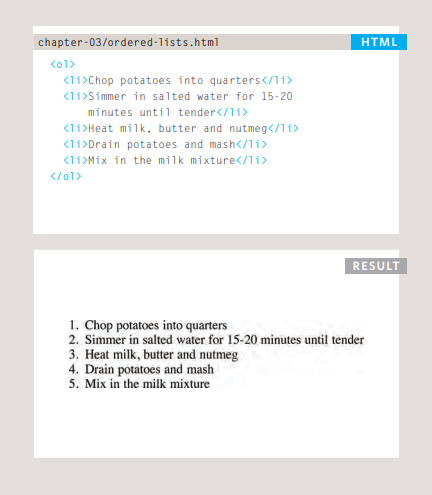 chapter-03/ordered-lists.html HTML
<ol>
<li>Chop potatoes into quarters</li>
<li>Simmer in salted water for 15-20
minutes until tender</li>
<li>Heat milk, butter and nutmeg</li>
<li>Drain potatoes and mash</li>
<li>Mix in the milk mixture</li>
</ol>
RESULT
1. Chop potatoes into quarters
2. Simmer in salted water for 15-20 minutes until tender
3. Heat milk, butter and nutmeg
4. Drain potatoes and mash
5. Mix in the milk mixture